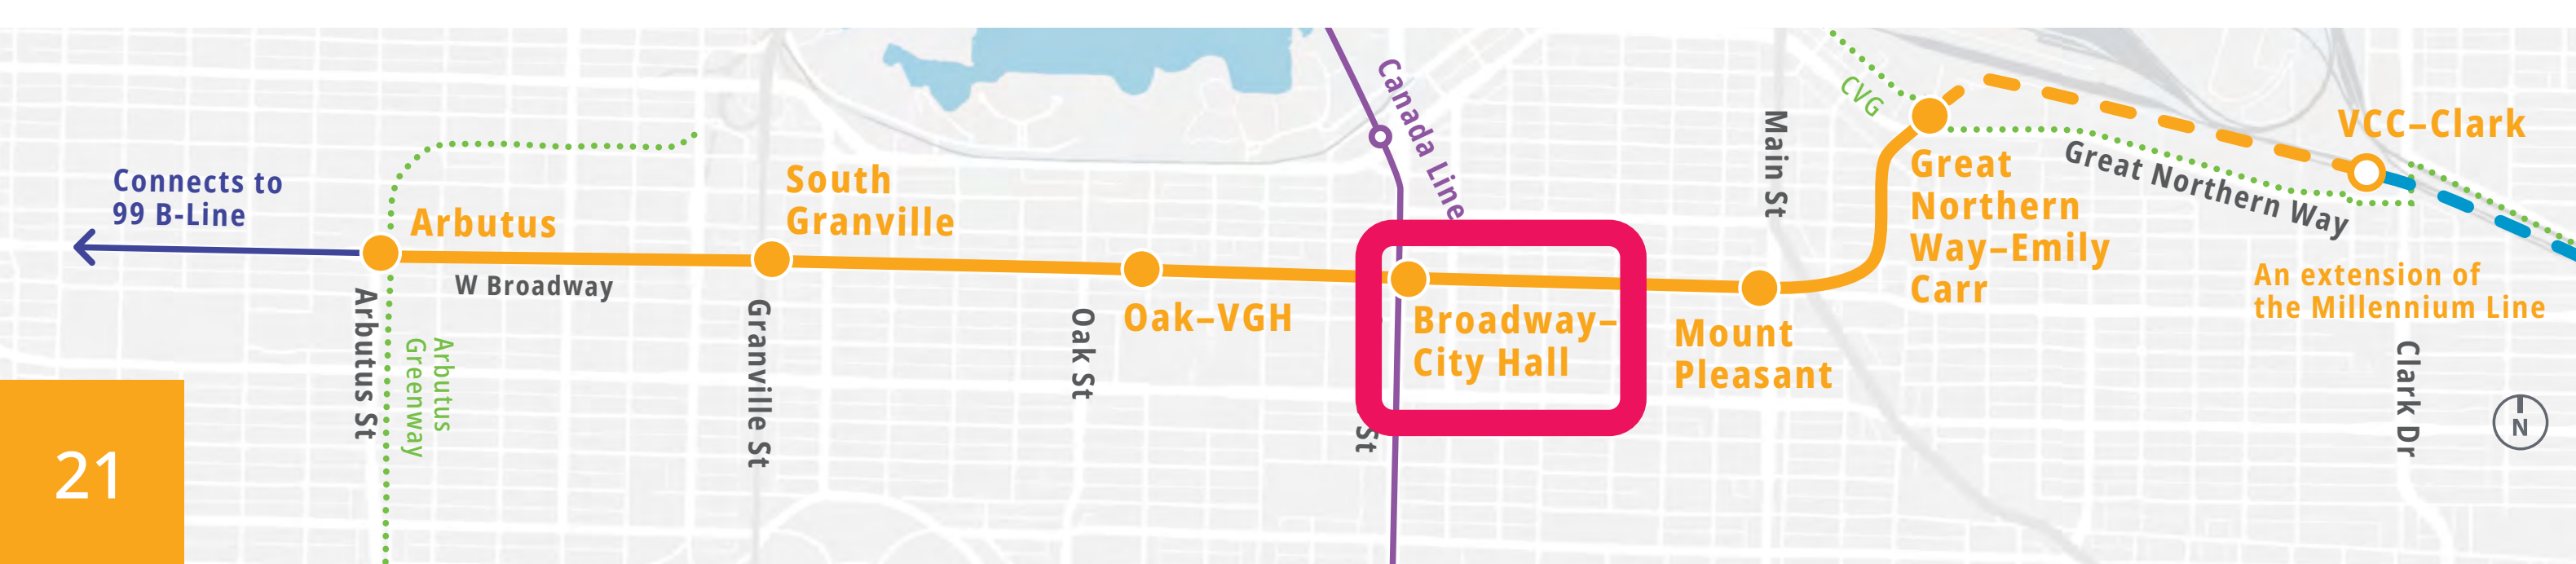 Connects to
99 B-Line
Arbutus
W Broadway
Arbutus St
Arbutus
Greenway
South
Granville
Granville St
Oak St
Oak–VGH
Canada Line
Broadway–
City Hall
St
Main St
Mount
Pleasant
CVG
Great
Northern
Way–Emily
Carr
Great Northern Way
VCC–Clark
An extension of
the Millennium Line
Clark Dr
N
21